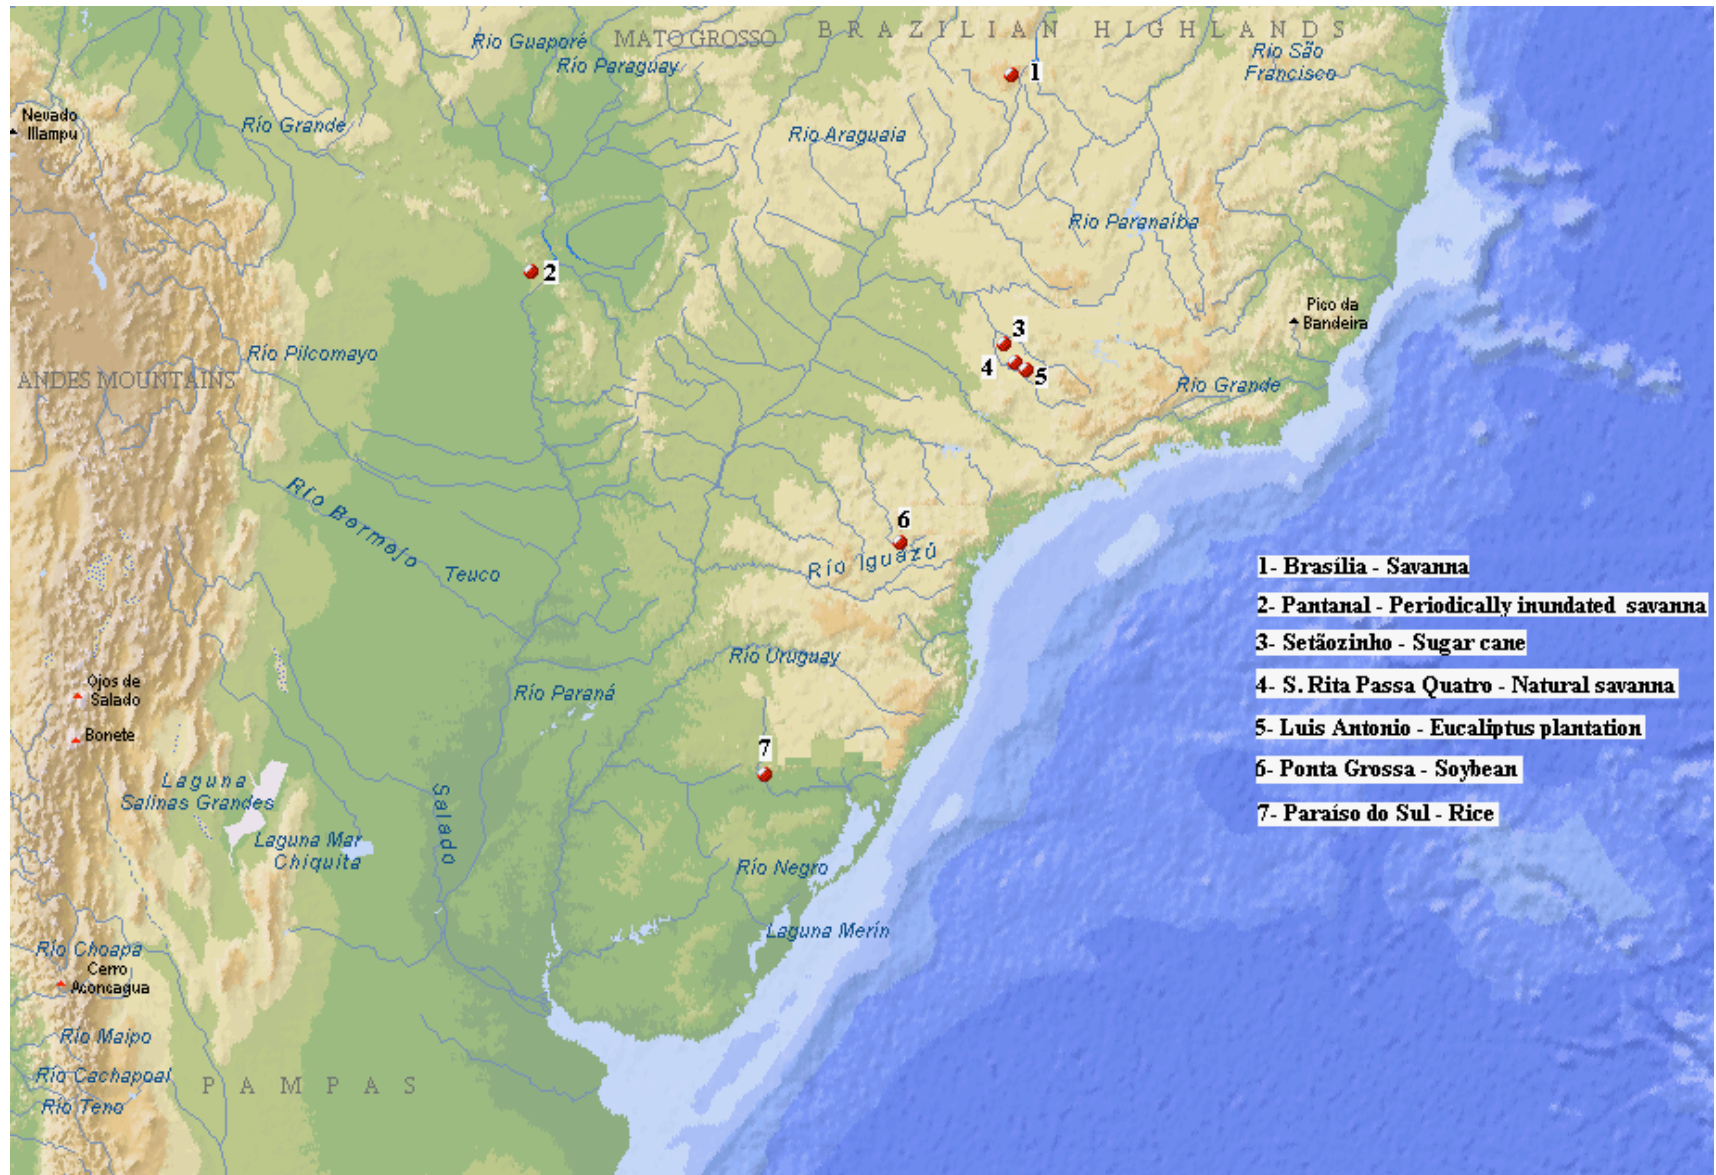 BRAZILIAN HIGHLANDS
Río Guaporé
MATO GROSSO
Río Paraguay
Rio São
Francisco
1
Nevado
Illampu
Río Grande
Rio Araguaia
Rio Paranaíba
2
Pico da
Bandeira
3
Río Pilcomayo
4
5
ANDES MOUNTAINS
Rio Grande
Río Bermejo
6
Río Iguazú
Teuco
1- Brasília - Savanna
2- Pantanal - Periodically inundated savanna
3- Setãozinho - Sugar cane
4- S. Rita Passa Quatro - Natural savanna
5- Luis Antonio - Eucaliptus plantation
6- Ponta Grossa - Soybean
7- Paraíso do Sul - Rice
Río Uruguay
Ojos de
Salado
Río Paraná
Bonete
7
Laguna
Salinas Grandes
Salado
Laguna Mar
Chiquita
Río Negro
Laguna Merín
Río Choapa
Cerro
Aconcagua
Río Maipo
Río Cachapoal
PAMPAS
Río Teno